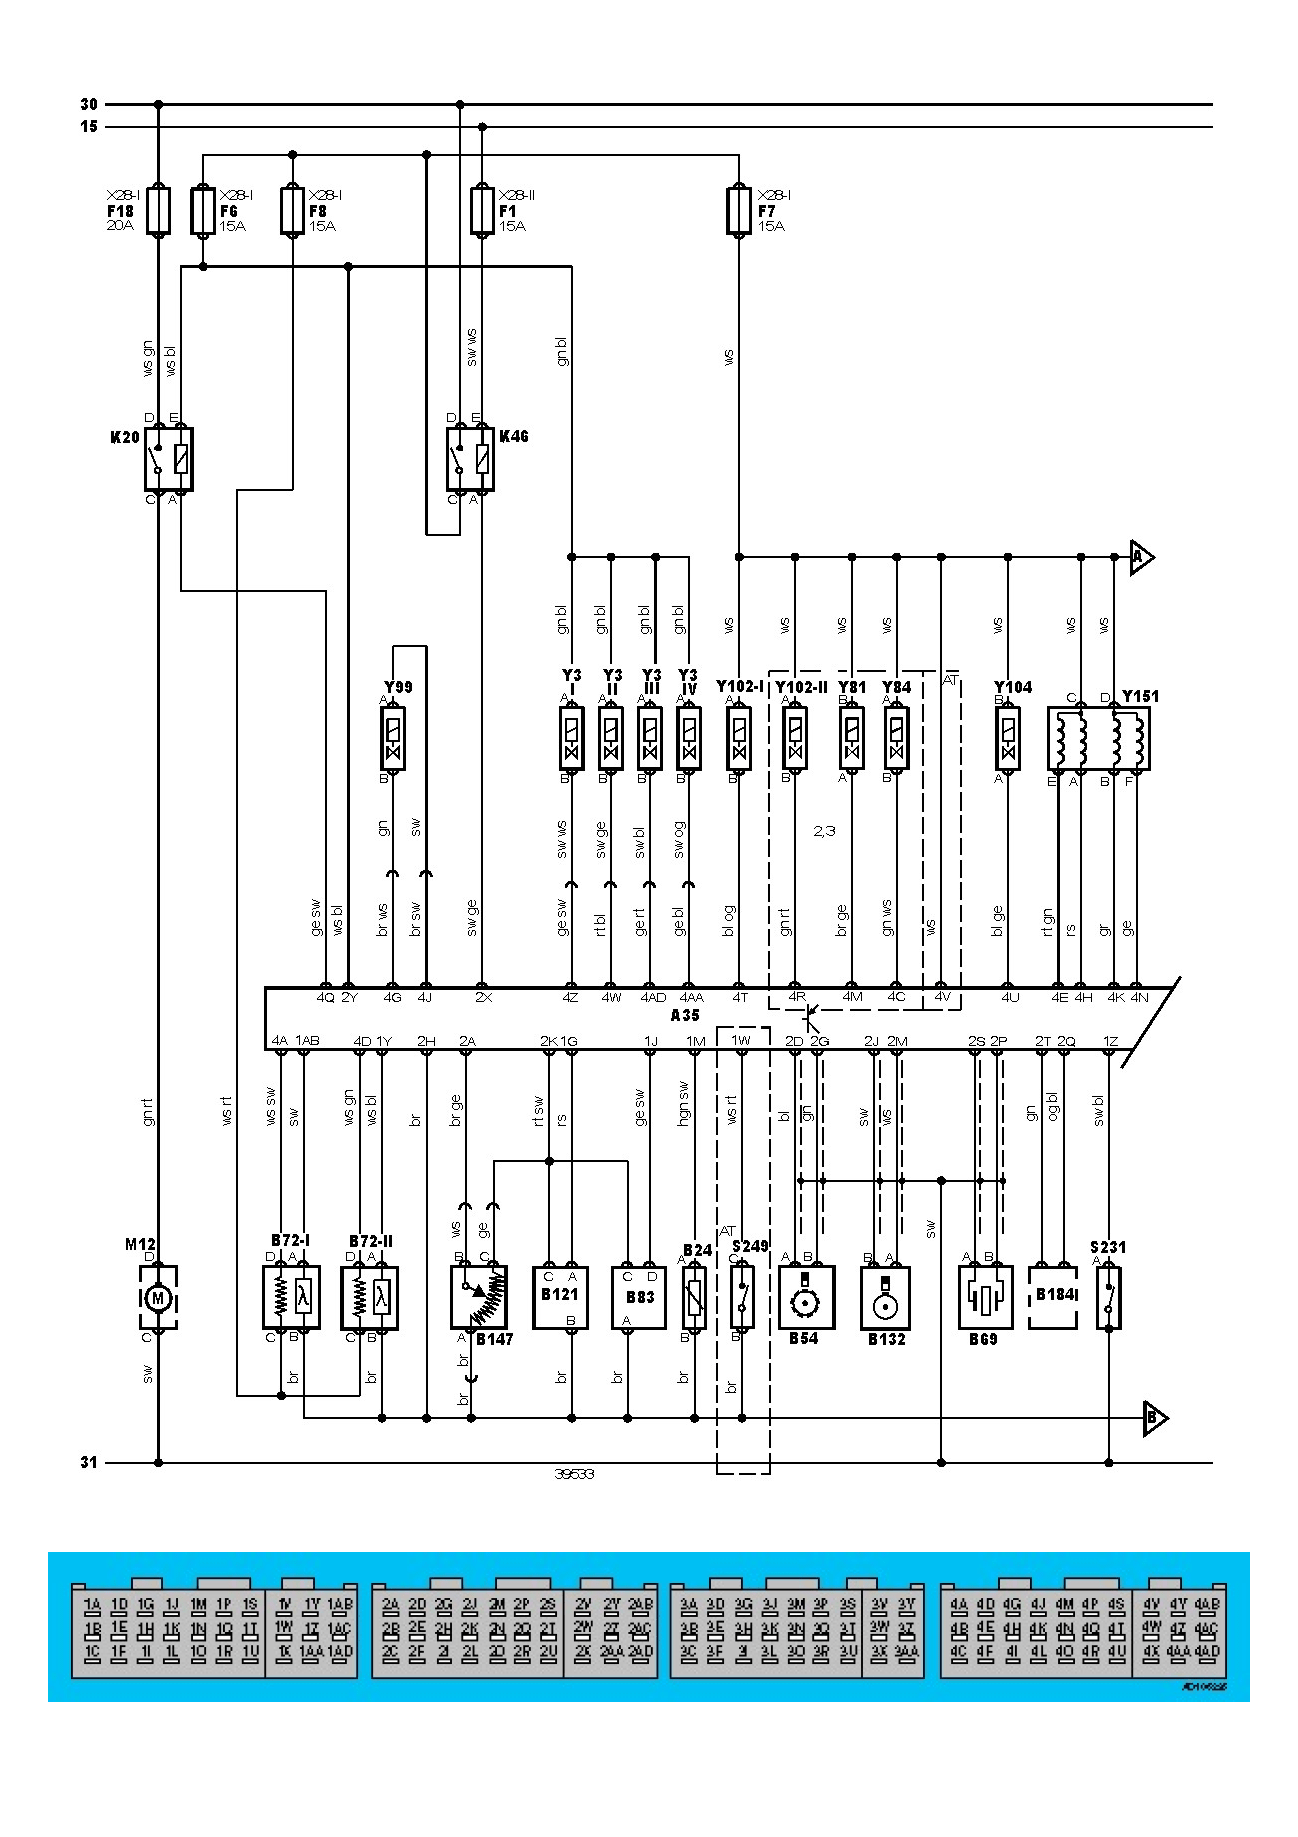 30
15
X28-I X28-I X28-I X28-II X28-I
F18 F6 F8 F1 F7
20A 15A 15A 15A 15A
ws gn ws bl sw ws gn bl ws
D E D E
K20 K46
C A C A
A
gn bl gn bl gn bl gn bl ws ws ws ws ws ws ws
Y99 Y3 I Y3 II Y3 III Y3 IV Y102-I Y102-II Y81 Y84 AT Y104 Y151
A A A A A A A B A B C D
B B B B B B B A B A E A B F
gn sw sw ws sw ge sw bl sw og 2,3
ge sw ws bl br ws br sw sw ge ge sw rt bl ge rt ge bl bl og gn rt br ge gn ws ws bl ge rt gn rs gr ge
4Q 2Y 4G 4J 2X 4Z 4W 4AD 4AA 4T 4R 4M 4C 4V 4U 4E 4H 4K 4N
A35
4A 1AB 4D 1Y 2H 2A 2K 1G 1J 1M 1W 2D 2G 2J 2M 2S 2P 2T 2Q 1Z
gn rt ws rt ws sw sw ws gn ws bl br br ge rt sw rs ge sw hgn sw ws rt bl gn sw ws gn og bl sw bl
ws ge AT sw
M12 B72-I B72-II B24 S249 S231
D D A D A B C A C A B B A A B A
C A C D
M λ λ B121 B83 B184
B A
C C B C B A B B
B147 B54 B132 B69
sw br br br br br br br br
B
31
39533
1A 1D 1G 1J 1M 1P 1S 1V 1Y 1AB 2A 2D 2G 2J 2M 2P 2S 2V 2Y 2AB 3A 3D 3G 3J 3M 3P 3S 3V 3Y 4A 4D 4G 4J 4M 4P 4S 4V 4Y 4AB
1B 1E 1H 1K 1N 1Q 1T 1W 1Z 1AC 2B 2E 2H 2K 2N 2Q 2T 2W 2Z 2AC 3B 3E 3H 3K 3N 3Q 3T 3W 3Z 4B 4E 4H 4K 4N 4Q 4T 4W 4Z 4AC
1C 1F 1I 1L 1O 1R 1U 1X 1AA 1AD 2C 2F 2I 2L 2O 2R 2U 2X 2AA 2AD 3C 3F 3I 3L 3O 3R 3U 3X 3AA 4C 4F 4I 4L 4O 4R 4U 4X 4AA 4AD